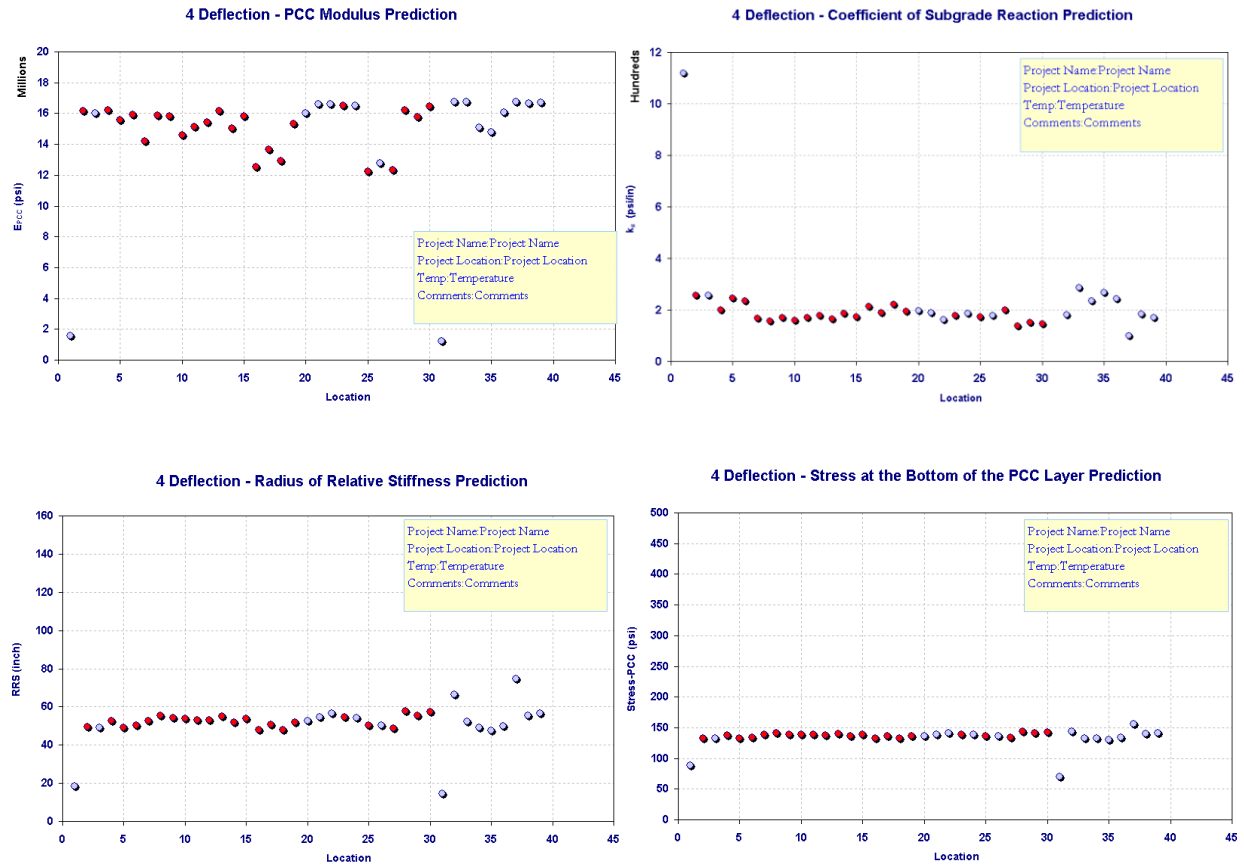 4 Deflection - PCC Modulus Prediction
Millions
20
18
16
14
12
10
8
6
4
2
0
E PCC (psi)
Project Name:Project Name
Project Location:Project Location
Temp:Temperature
Comments:Comments
0 5 10 15 20 25 30 35 40 45
Location
4 Deflection - Coefficient of Subgrade Reaction Prediction
Hundreds
12
10
8
6
4
2
0
(psi/in)
Project Name:Project Name
Project Location:Project Location
Temp:Temperature
Comments:Comments
0 5 10 15 20 25 30 35 40 45
Location
4 Deflection - Radius of Relative Stiffness Prediction
160
140
120
100
80
60
40
20
0
RRS (inch)
Project Name:Project Name
Project Location:Project Location
Temp:Temperature
Comments:Comments
0 5 10 15 20 25 30 35 40 45
Location
4 Deflection - Stress at the Bottom of the PCC Layer Prediction
500
450
400
350
300
250
200
150
100
50
0
Stress-PCC (psi)
Project Name:Project Name
Project Location:Project Location
Temp:Temperature
Comments:Comments
0 5 10 15 20 25 30 35 40 45
Location